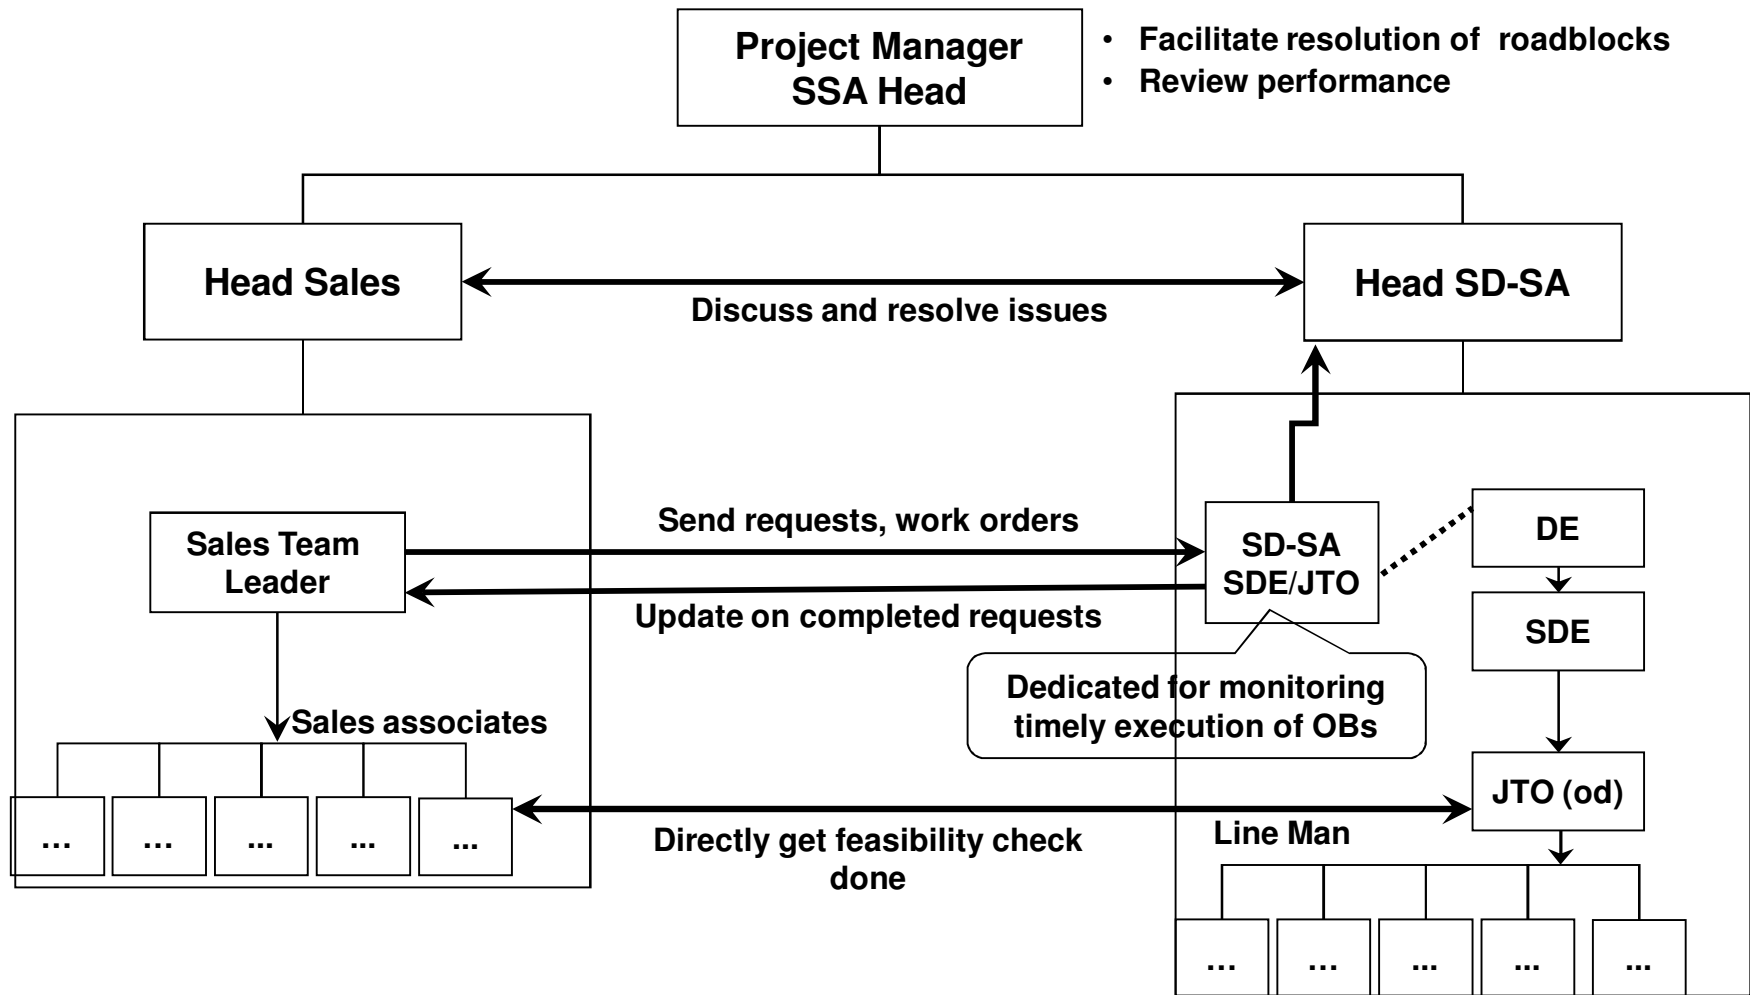 Project Manager
SSA Head
• Facilitate resolution of roadblocks
• Review performance
Head Sales
Head SD-SA
Discuss and resolve issues
Send requests, work orders
Sales Team
Leader
SD-SA
SDE/JTO
DE
Update on completed requests
SDE
Dedicated for monitoring
timely execution of OBs
Sales associates
JTO (od)
... ... ... ... ...
Directly get feasibility check
done
Line Man
... ... ... ... ...